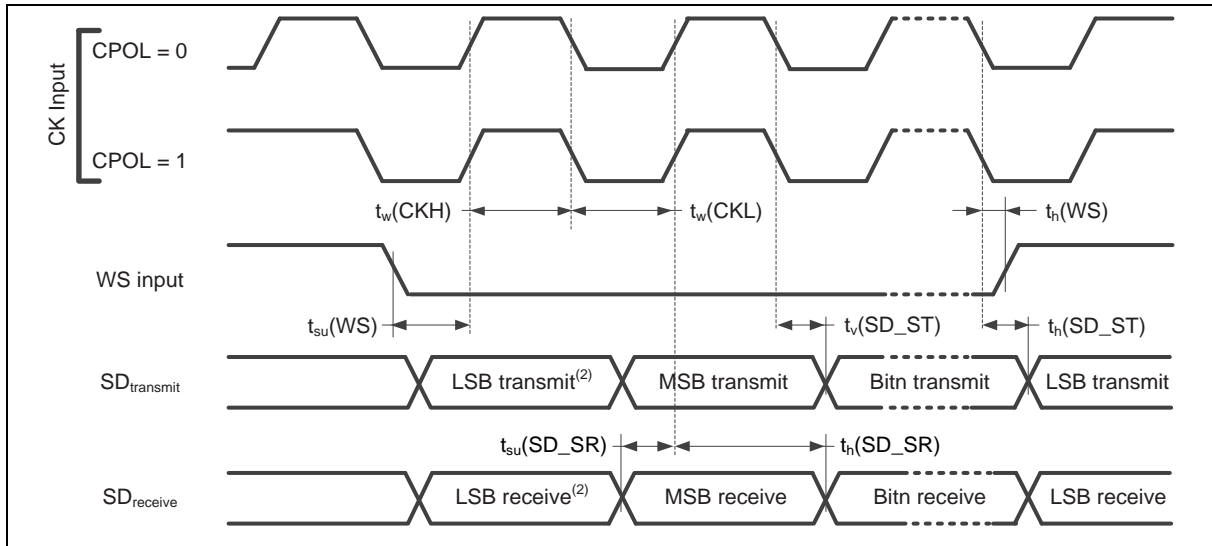 CK Input
CPOL = 0
CPOL = 1
tw(CKH)
tw(CKL)
th(WS)
WS input
tsu(WS)
tv(SD_ST)
th(SD_ST)
SDtransmit
LSB transmit(2)
MSB transmit
Bitn transmit
LSB transmit
tsu(SD_SR)
th(SD_SR)
SDreceive
LSB receive(2)
MSB receive
Bitn receive
LSB receive